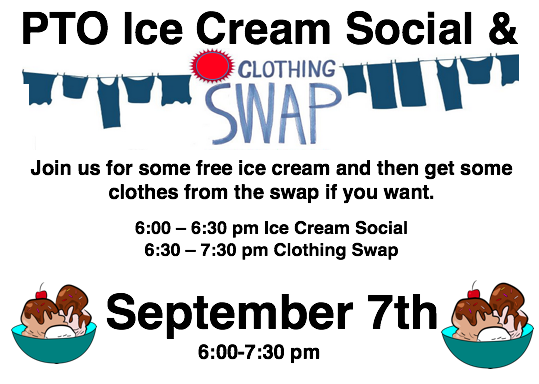 PTO Ice Cream Social &
CLOTHING
SWAP
Join us for some free ice cream and then get some
clothes from the swap if you want.
6:00 – 6:30 pm Ice Cream Social
6:30 – 7:30 pm Clothing Swap
September 7th
6:00-7:30 pm